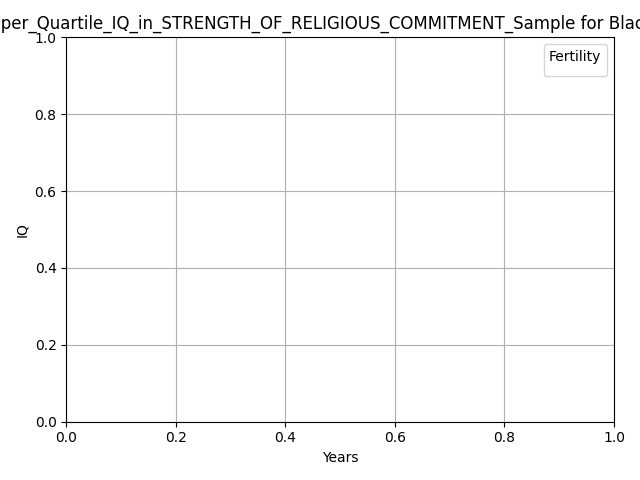 per_Quartile_IQ_in_STRENGTH_OF_RELIGIOUS_COMMITMENT_Sample for Blac
Fertility
1.0
0.8
0.6
0.4
0.2
0.0
IQ
0.0 0.2 0.4 0.6 0.8 1.0
Years